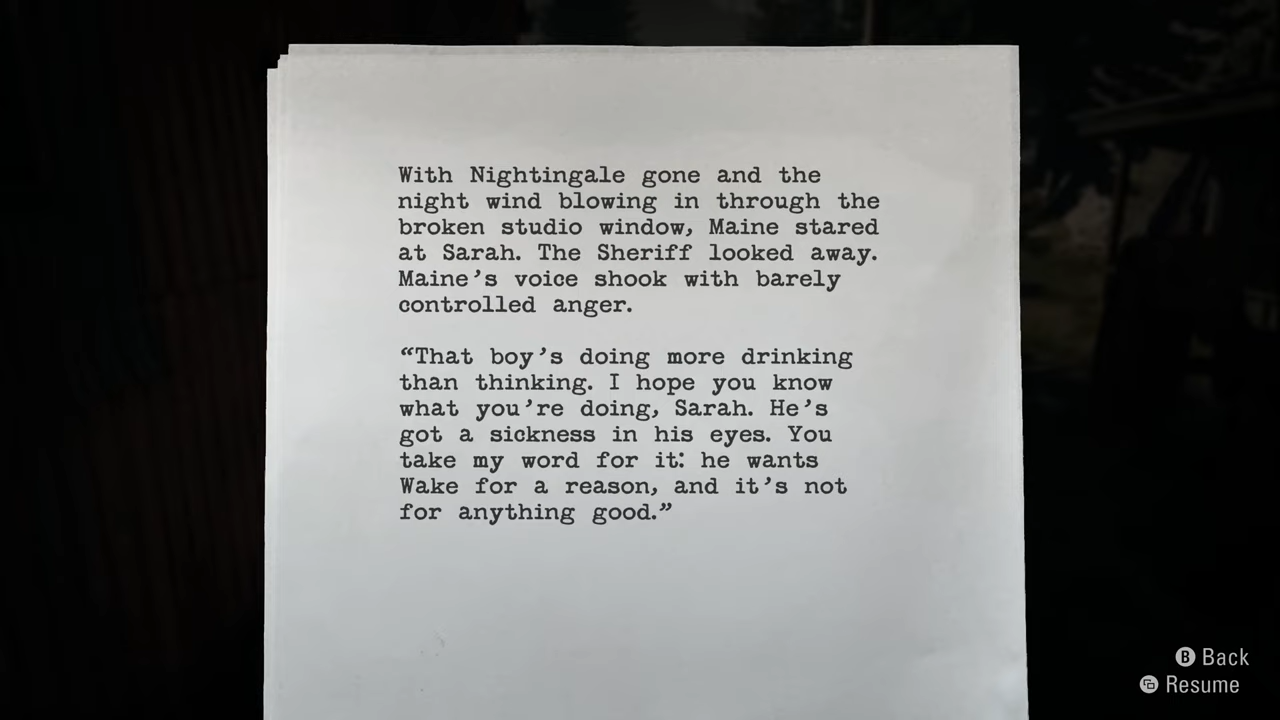 With Nightingale gone and the
night wind blowing in through the
broken studio window, Maine stared
at Sarah. The Sheriff looked away.
Maine’s voice shook with barely
controlled anger.
“That boy’s doing more drinking
than thinking. I hope you know
what you’re doing, Sarah. He’s
got a sickness in his eyes. You
take my word for it: he wants
Wake for a reason, and it’s not
for anything good.”
B Back
Resume